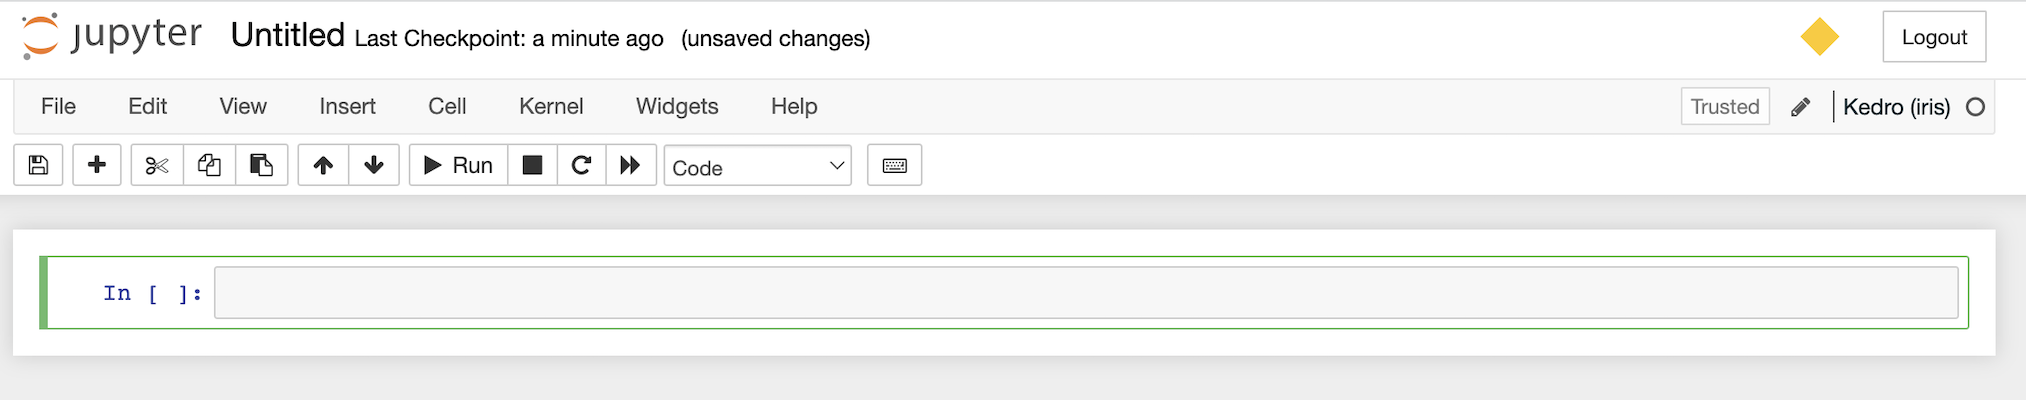 jupyter Untitled Last Checkpoint: a minute ago (unsaved changes) Logout
File Edit View Insert Cell Kernel Widgets Help Trusted Kedro (iris)
Run Code
In [ ]: